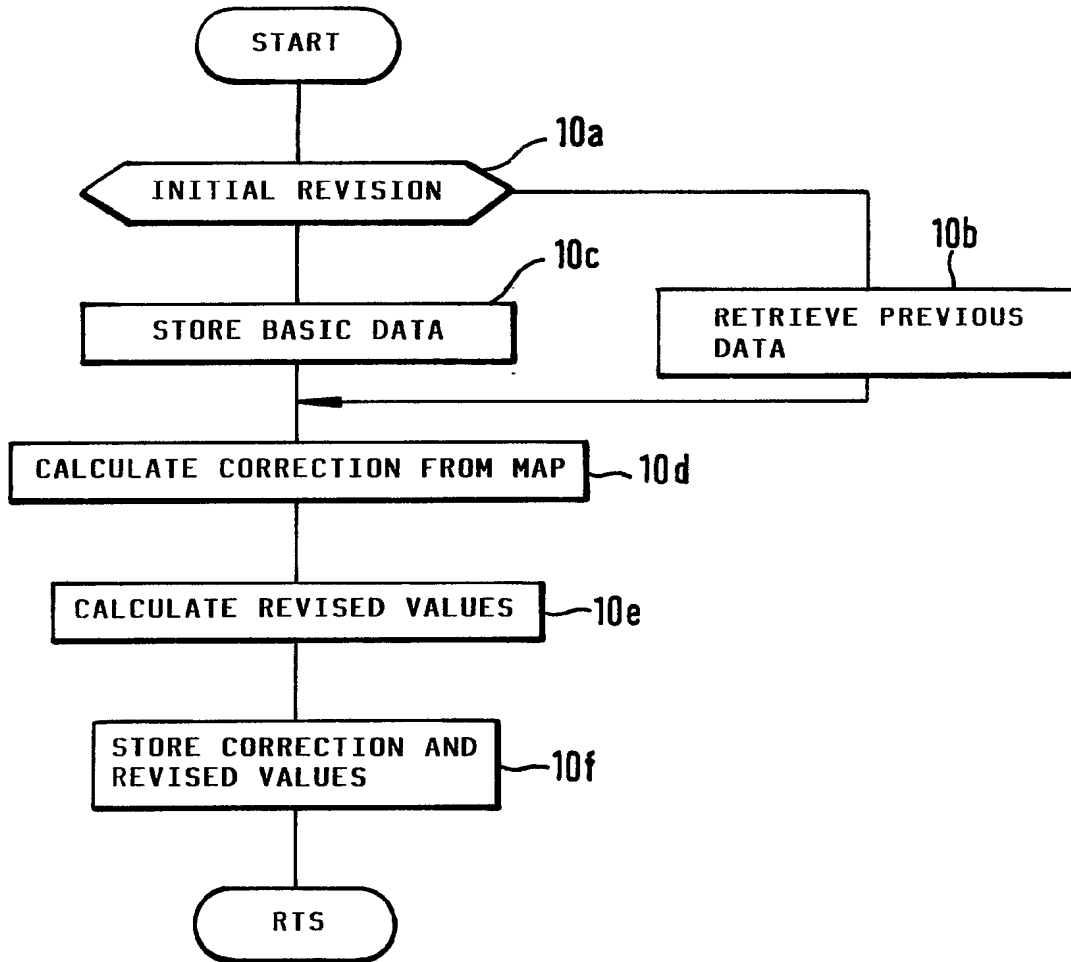 START
10a
INITIAL REVISION
10c
10b
STORE BASIC DATA
RETRIEVE PREVIOUS
DATA
CALCULATE CORRECTION FROM MAP
10d
CALCULATE REVISED VALUES
10e
STORE CORRECTION AND
REVISED VALUES
10f
RTS